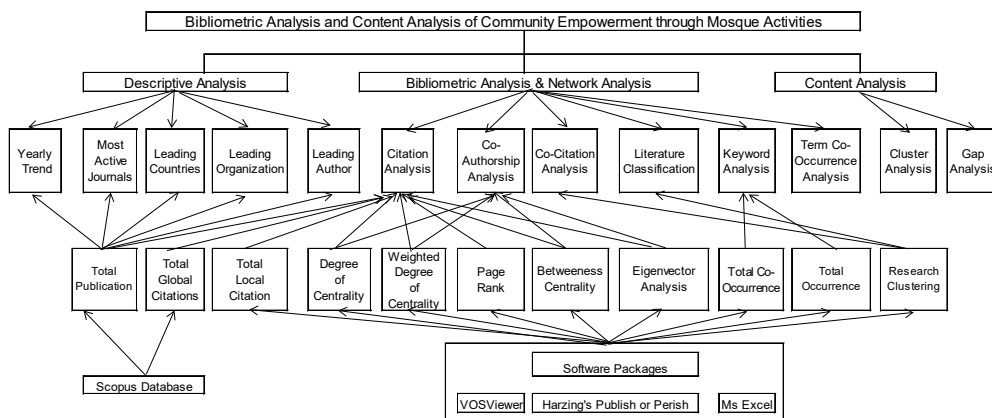 Bibliometric Analysis and Content Analysis of Community Empowerment through Mosque Activities
Descriptive Analysis
Bibliometric Analysis & Network Analysis
Content Analysis
Yearly
Trend
Most
Active
Journals
Leading
Countries
Leading
Organization
Leading
Author
Citation
Analysis
Co-
Authorship
Analysis
Co-Citation
Analysis
Literature
Classification
Keyword
Analysis
Term Co-
Occurrence
Analysis
Cluster
Analysis
Gap
Analysis
Total
Publication
Total
Global
Citations
Total
Local
Citation
Degree
of
Centrality
Weighted
Degree
of
Centrality
Page
Rank
Betweeness
Centrality
Eigenvector
Analysis
Total Co-
Occurrence
Total
Occurrence
Research
Clustering
Scopus Database
Software Packages
VOSViewer
Harzing's Publish or Perish
Ms Excel